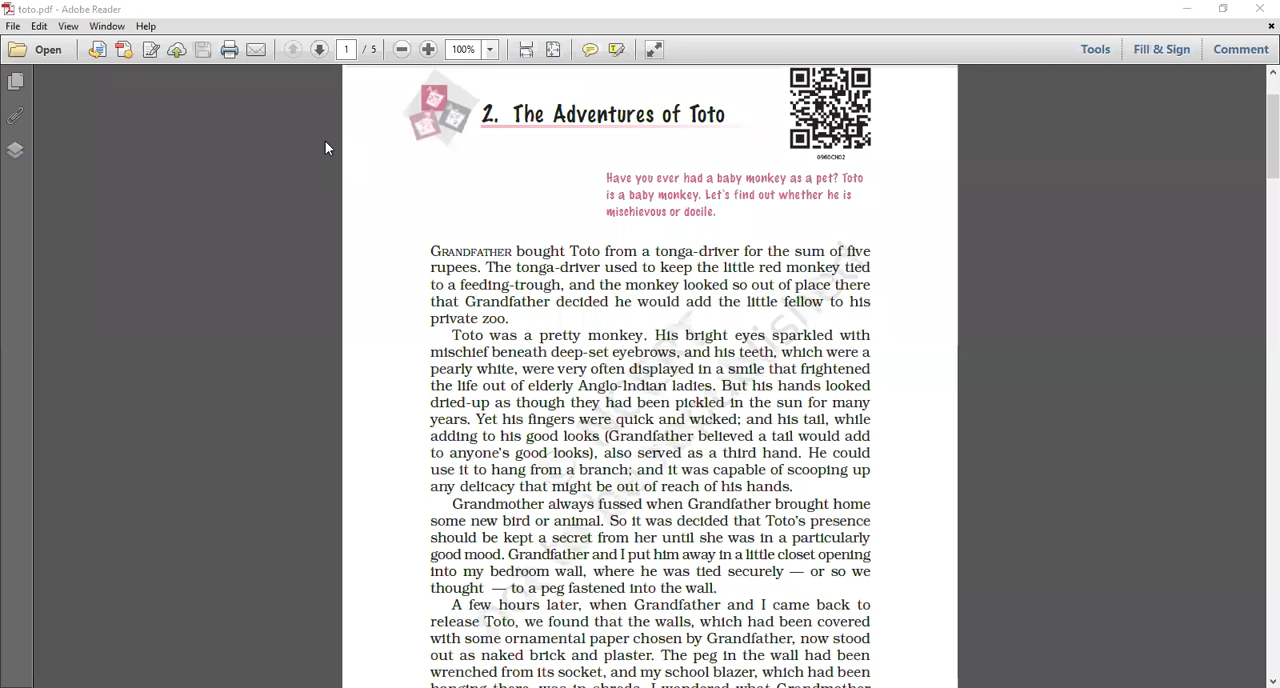 toto.pdf - Adobe Reader
File Edit View Window Help
Open 1 / 5 100% Tools Fill & Sign Comment
2. The Adventures of Toto
0960CH02
Have you ever had a baby monkey as a pet? Toto
is a baby monkey. Let's find out whether he is
mischievous or docile.
GRANDFATHER bought Toto from a tonga-driver for the sum of five
rupees. The tonga-driver used to keep the little red monkey tied
to a feeding-trough, and the monkey looked so out of place there
that Grandfather decided he would add the little fellow to his
private zoo.
Toto was a pretty monkey. His bright eyes sparkled with
mischief beneath deep-set eyebrows, and his teeth, which were a
pearly white, were very often displayed in a smile that frightened
the life out of elderly Anglo-Indian ladies. But his hands looked
dried-up as though they had been pickled in the sun for many
years. Yet his fingers were quick and wicked; and his tail, while
adding to his good looks (Grandfather believed a tail would add
to anyone's good looks), also served as a third hand. He could
use it to hang from a branch; and it was capable of scooping up
any delicacy that might be out of reach of his hands.
Grandmother always fussed when Grandfather brought home
some new bird or animal. So it was decided that Toto's presence
should be kept a secret from her until she was in a particularly
good mood. Grandfather and I put him away in a little closet opening
into my bedroom wall, where he was tied securely — or so we
thought — to a peg fastened into the wall.
A few hours later, when Grandfather and I came back to
release Toto, we found that the walls, which had been covered
with some ornamental paper chosen by Grandfather, now stood
out as naked brick and plaster. The peg in the wall had been
wrenched from its socket, and my school blazer, which had been
hanging there, was in shreds. I wondered what Grandmother